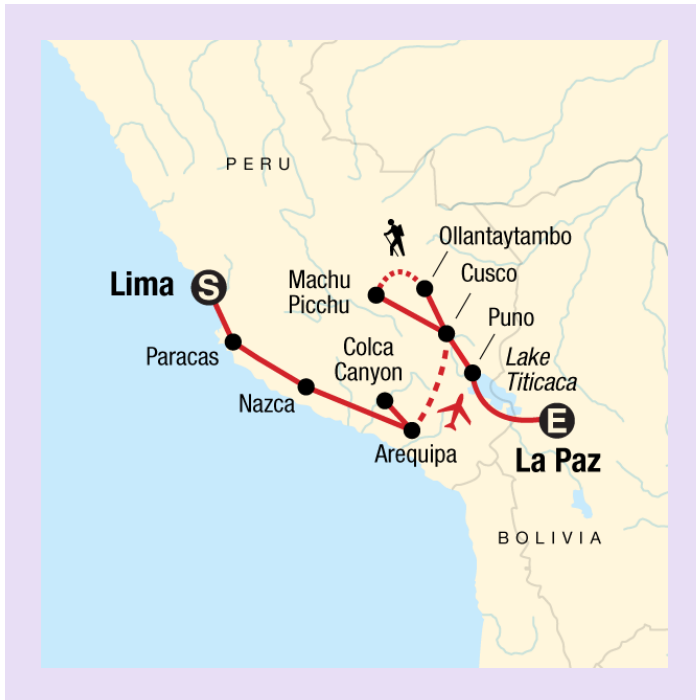 PERU
Ollantaytambo
Cusco
Machu
Picchu
Lima
S
Puno
Paracas
Colca
Canyon
Lake
Titicaca
Nazca
E
Arequipa
La Paz
BOLIVIA